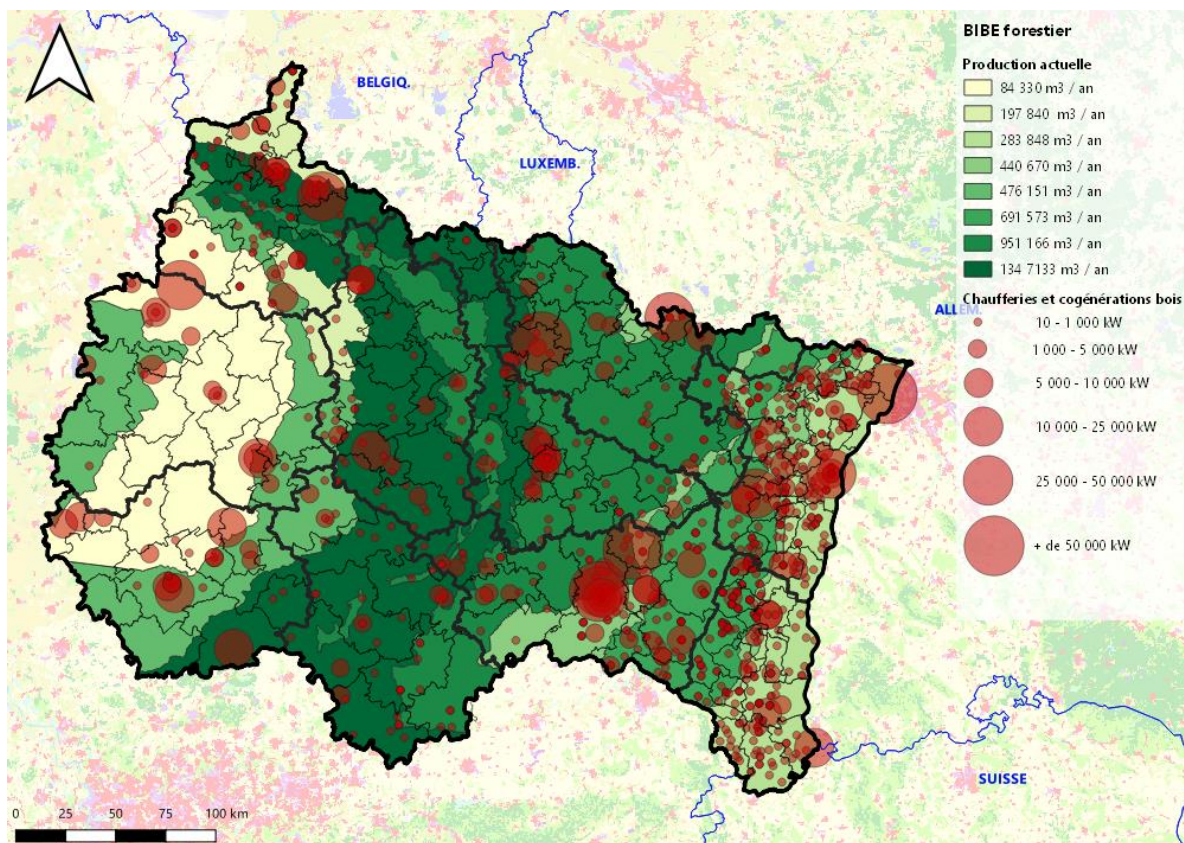 BIBE forestier
Production actuelle
84 330 m3 / an
197 840 m3 / an
283 848 m3 / an
440 670 m3 / an
476 151 m3 / an
691 573 m3 / an
951 166 m3 / an
134 7133 m3 / an
Chaufferies et cogénérations bois
10 - 1 000 kW
1 000 - 5 000 kW
5 000 - 10 000 kW
10 000 - 25 000 kW
25 000 - 50 000 kW
+ de 50 000 kW
BELGIQ.
LUXEMB.
ALLEM.
SUISSE
0 25 50 75 100 km